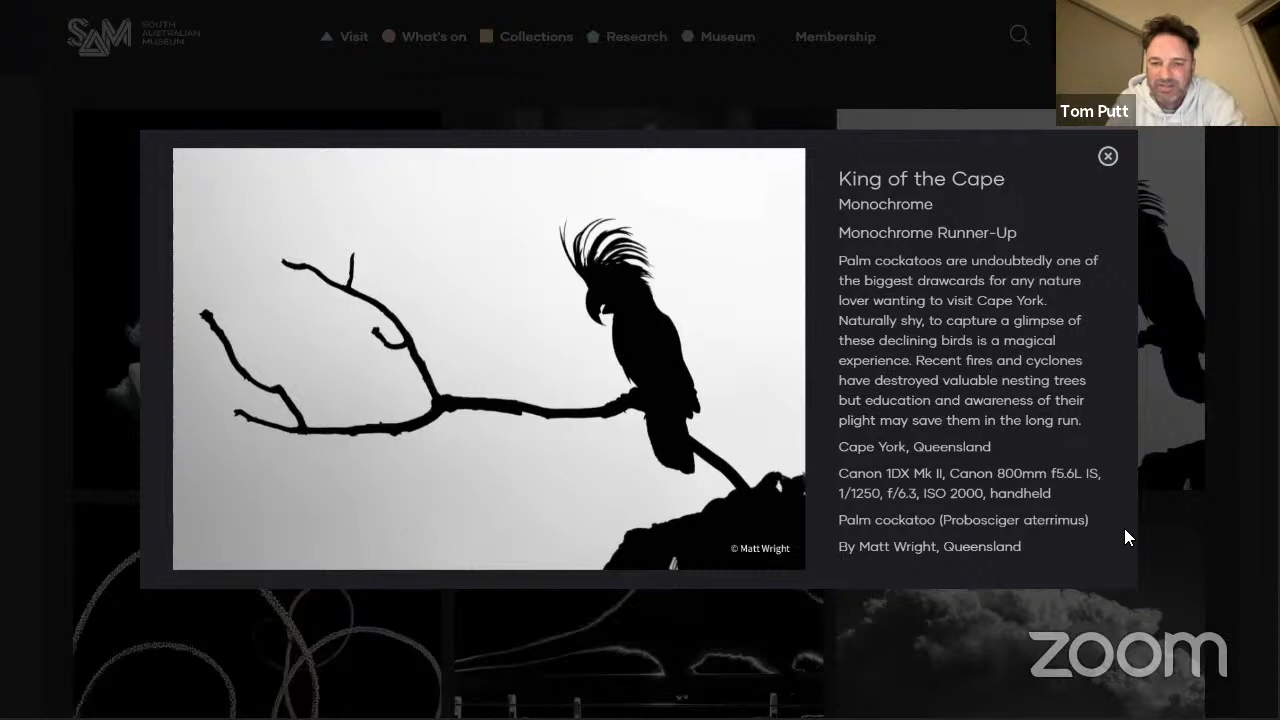 SOUTH
AUSTRALIAN
MUSEUM
SAM
Visit
What's on
Collections
Research
Museum
Membership
Tom Putt
King of the Cape
Monochrome
Monochrome Runner-Up
Palm cockatoos are undoubtedly one of
the biggest drawcards for any nature
lover wanting to visit Cape York.
Naturally shy, to capture a glimpse of
these declining birds is a magical
experience. Recent fires and cyclones
have destroyed valuable nesting trees
but education and awareness of their
plight may save them in the long run.
Cape York, Queensland
Canon 1DX Mk II, Canon 800mm f5.6L IS,
1/1250, f/6.3, ISO 2000, handheld
Palm cockatoo (Probosciger aterrimus)
By Matt Wright, Queensland
© Matt Wright
zoom